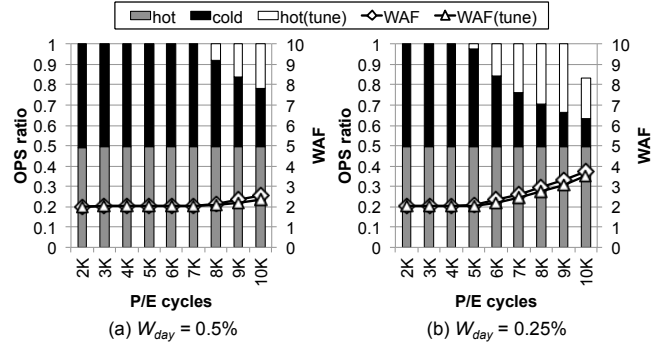 hot cold hot(tune) WAF WAF(tune)
1 0.9 0.8 0.7 0.6 0.5 0.4 0.3 0.2 0.1 0
OPS ratio
10 9 8 7 6 5 4 3 2 1 0
WAF
2K 3K 4K 5K 6K 7K 8K 9K 10K
P/E cycles
(a) W_day = 0.5%
1 0.9 0.8 0.7 0.6 0.5 0.4 0.3 0.2 0.1 0
OPS ratio
10 9 8 7 6 5 4 3 2 1 0
WAF
2K 3K 4K 5K 6K 7K 8K 9K 10K
P/E cycles
(b) W_day = 0.25%